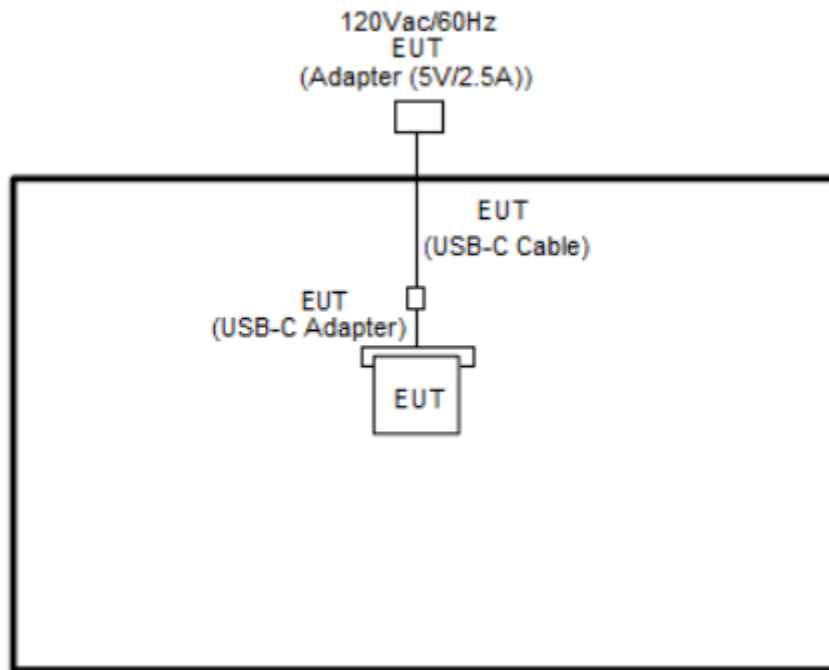 120Vac/60Hz
EUT
(Adapter (5V/2.5A))
EUT
(USB-C Cable)
EUT
(USB-C Adapter)
EUT